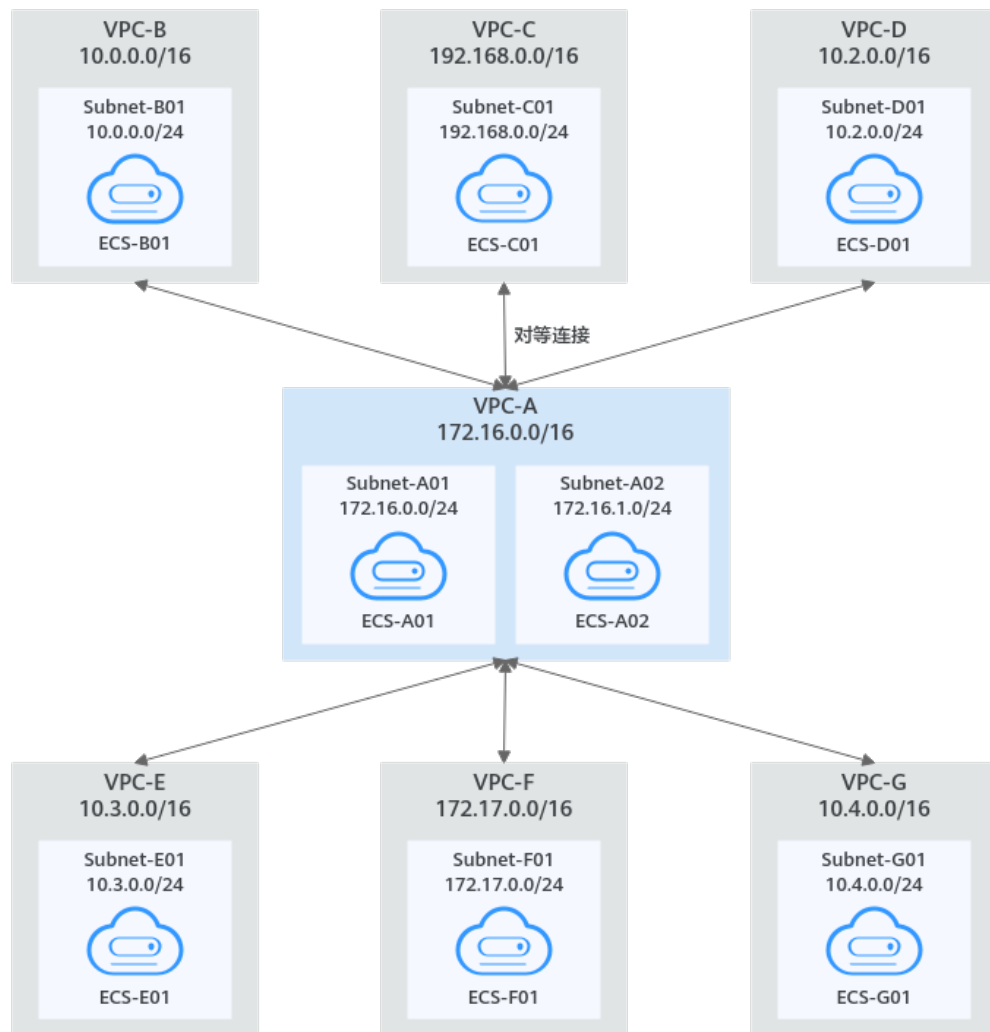 VPC-B
10.0.0.0/16
Subnet-B01
10.0.0.0/24
ECS-B01
VPC-C
192.168.0.0/16
Subnet-C01
192.168.0.0/24
ECS-C01
VPC-D
10.2.0.0/16
Subnet-D01
10.2.0.0/24
ECS-D01
对等连接
VPC-A
172.16.0.0/16
Subnet-A01
172.16.0.0/24
ECS-A01
Subnet-A02
172.16.1.0/24
ECS-A02
VPC-E
10.3.0.0/16
Subnet-E01
10.3.0.0/24
ECS-E01
VPC-F
172.17.0.0/16
Subnet-F01
172.17.0.0/24
ECS-F01
VPC-G
10.4.0.0/16
Subnet-G01
10.4.0.0/24
ECS-G01